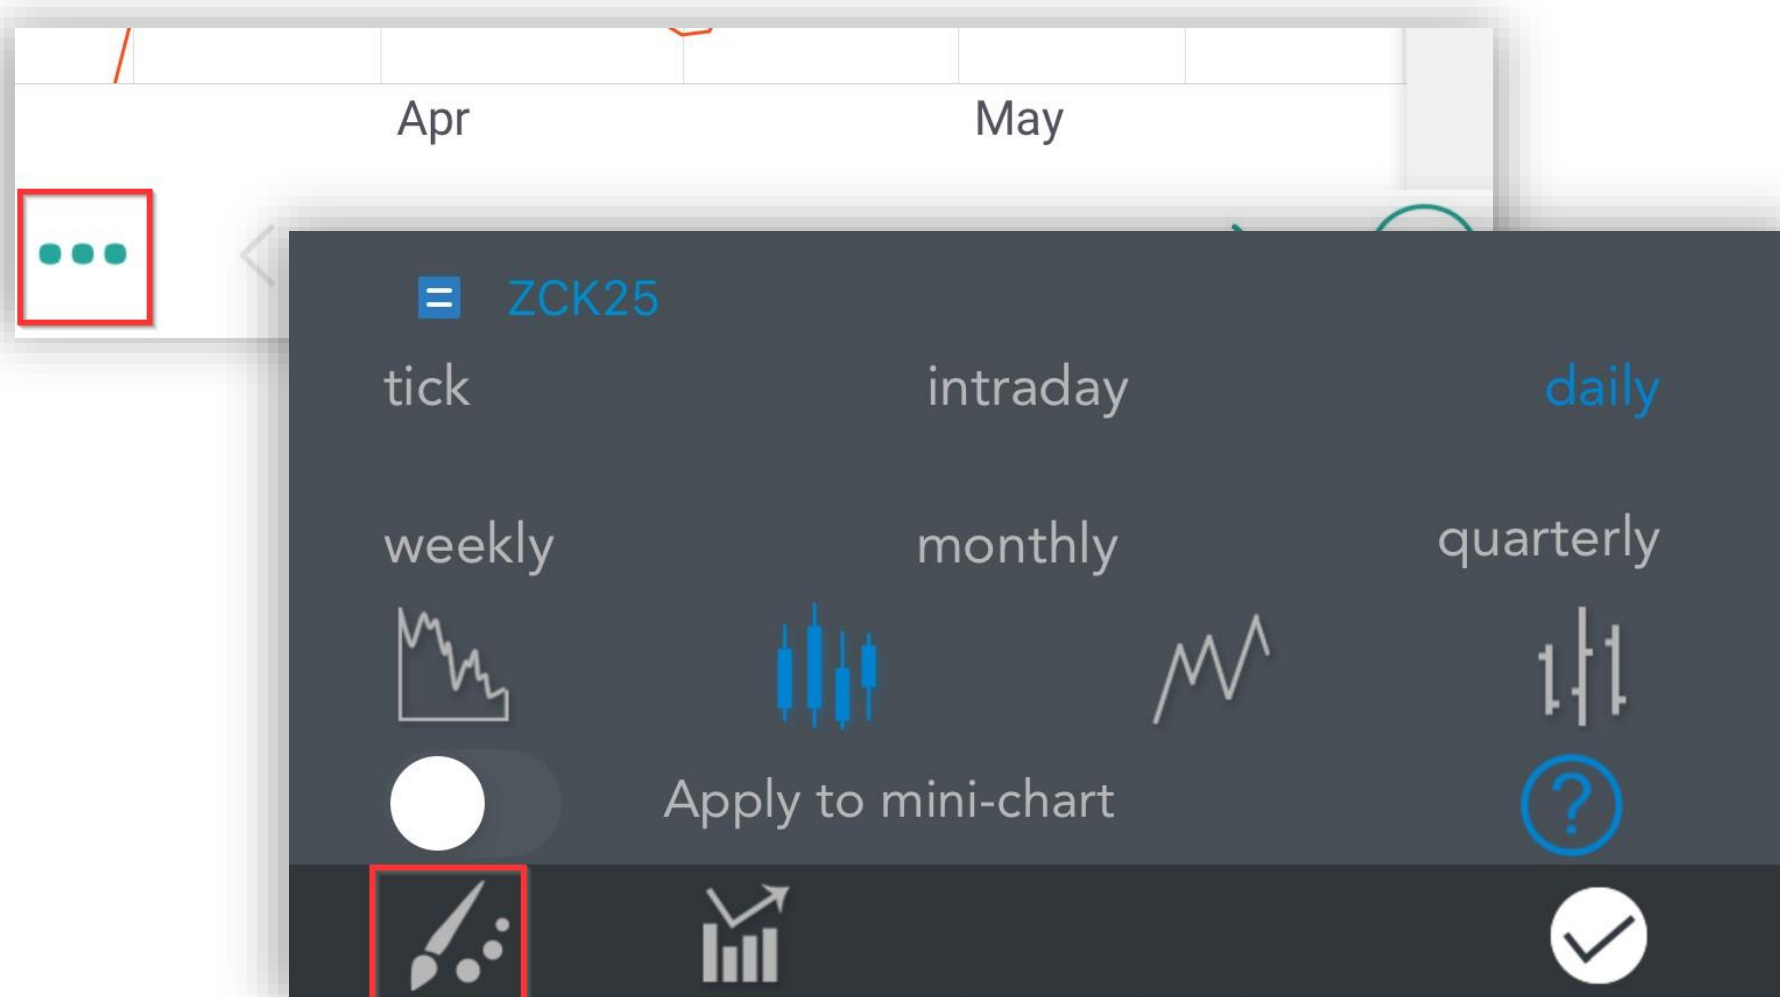 Apr May
ZCK25
tick intraday daily
weekly monthly quarterly
Apply to mini-chart ?